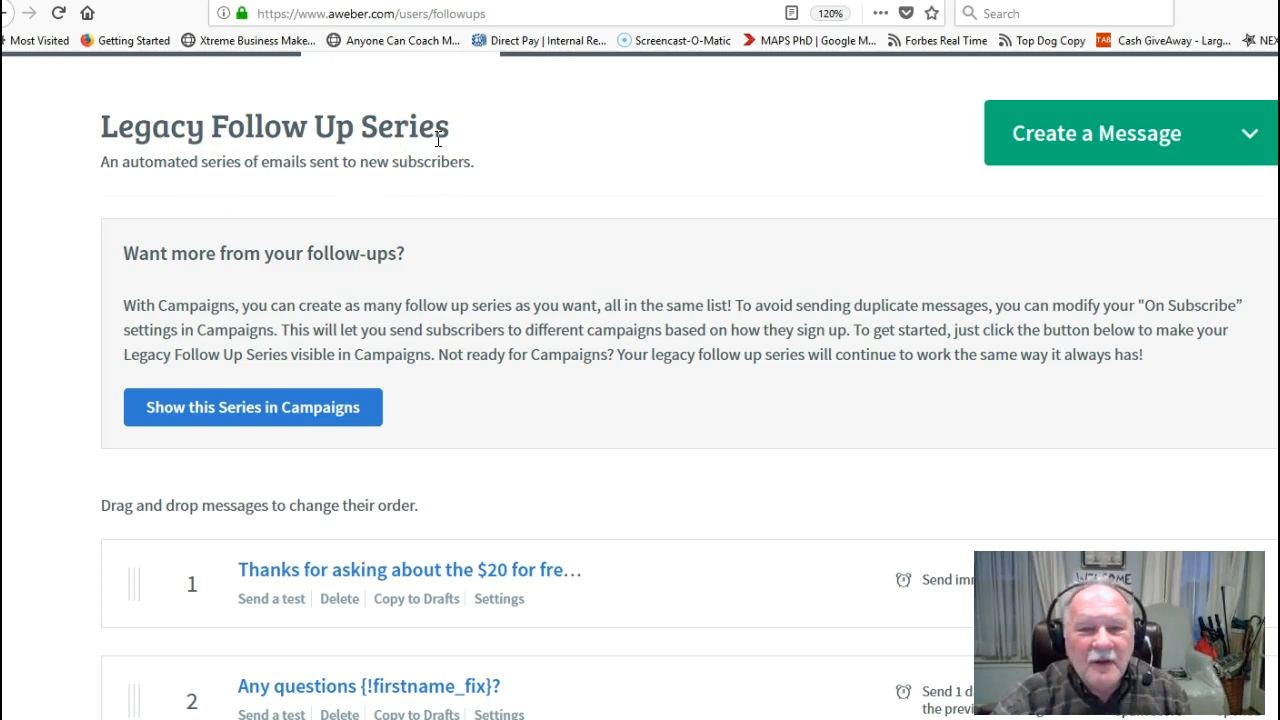 https://www.aweber.com/users/followups
120%
Search
Most Visited
Getting Started
Xtreme Business Make...
Anyone Can Coach M...
Direct Pay | Internal Re...
Screencast-O-Matic
MAPS PhD | Google M...
Forbes Real Time
Top Dog Copy
TAB
Cash GiveAway - Larg...
NEX
Legacy Follow Up Series
Create a Message
An automated series of emails sent to new subscribers.
Want more from your follow-ups?
With Campaigns, you can create as many follow up series as you want, all in the same list! To avoid sending duplicate messages, you can modify your "On Subscribe"
settings in Campaigns. This will let you send subscribers to different campaigns based on how they sign up. To get started, just click the button below to make your
Legacy Follow Up Series visible in Campaigns. Not ready for Campaigns? Your legacy follow up series will continue to work the same way it always has!
Show this Series in Campaigns
Drag and drop messages to change their order.
1
Thanks for asking about the $20 for fre...
Send a test
Delete
Copy to Drafts
Settings
Send im
WELCOME
2
Any questions {!firstname_fix}?
Send 1 d
the previ
Send a test
Delete
Copy to Drafts
Settings